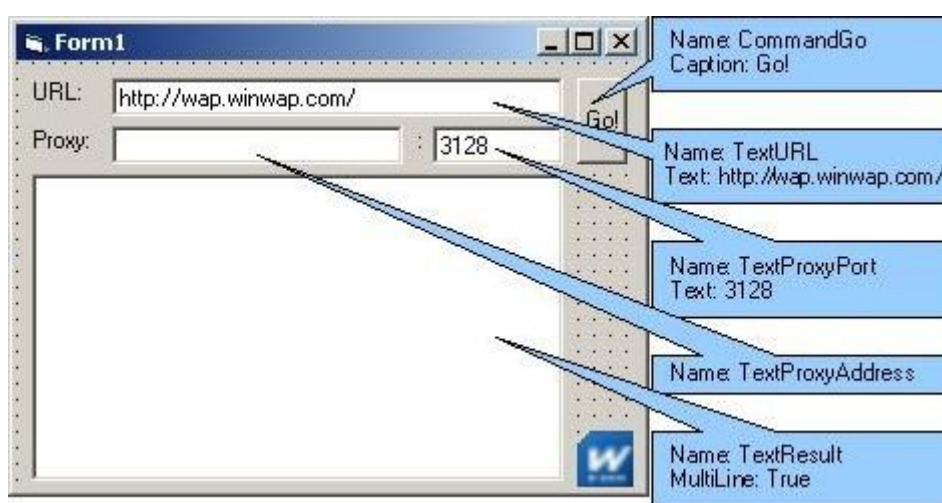 Form1
URL:
http://wap.winwap.com/
Go!
Proxy:
:
3128
Name: CommandGo
Caption: Go!
Name: TextURL
Text: http://wap.winwap.com/
Name: TextProxyPort
Text: 3128
Name: TextProxyAddress
Name: TextResult
MultiLine: True
W